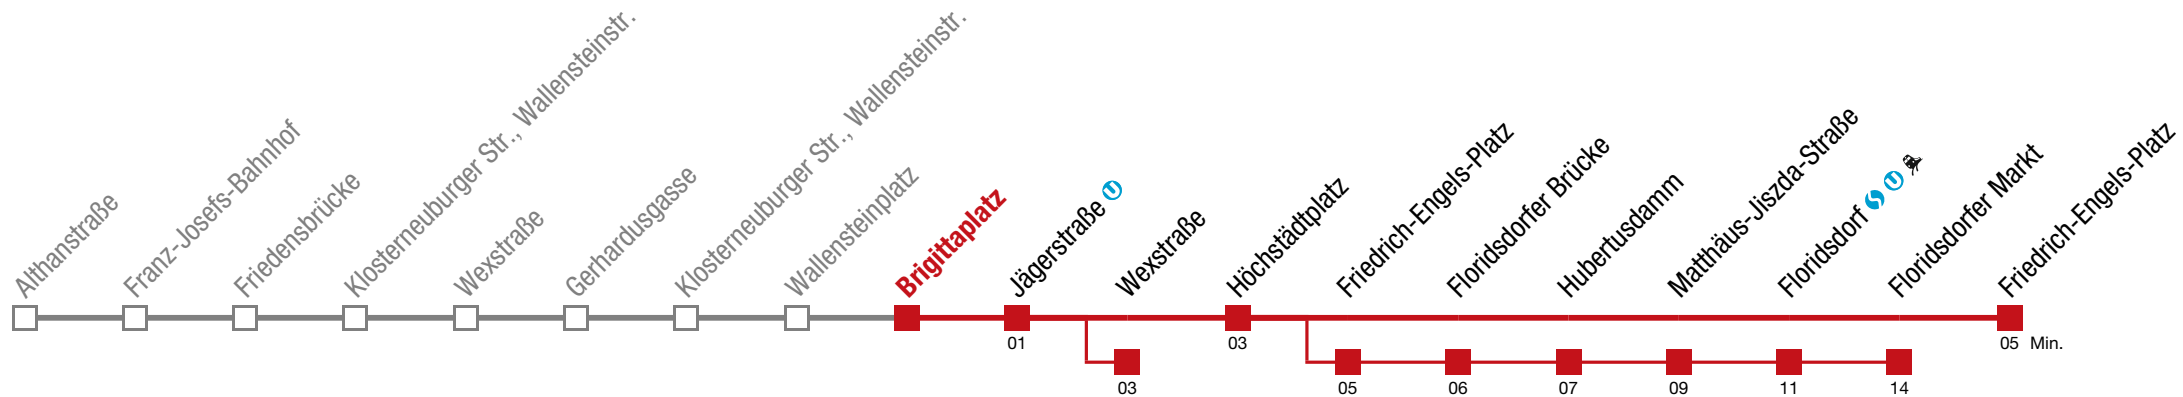 Althanstraße
Franz-Josefs-Bahnhof
Friedensbrücke
Klosterneuburger Str., Wallensteinstr.
Wexstraße
Gerhardusgasse
Klosterneuburger Str., Wallensteinstr.
Wallensteinplatz
Brigittaplatz
Jägerstraße
Wexstraße
Höchstädtplatz
Friedrich-Engels-Platz
Floridsdorfer Brücke
Hubertusdamm
Matthäus-Jiszda-Straße
Floridsdorf
Floridsdorfer Markt
Friedrich-Engels-Platz
01
03
05 Min.
03
05
06
07
09
11
14